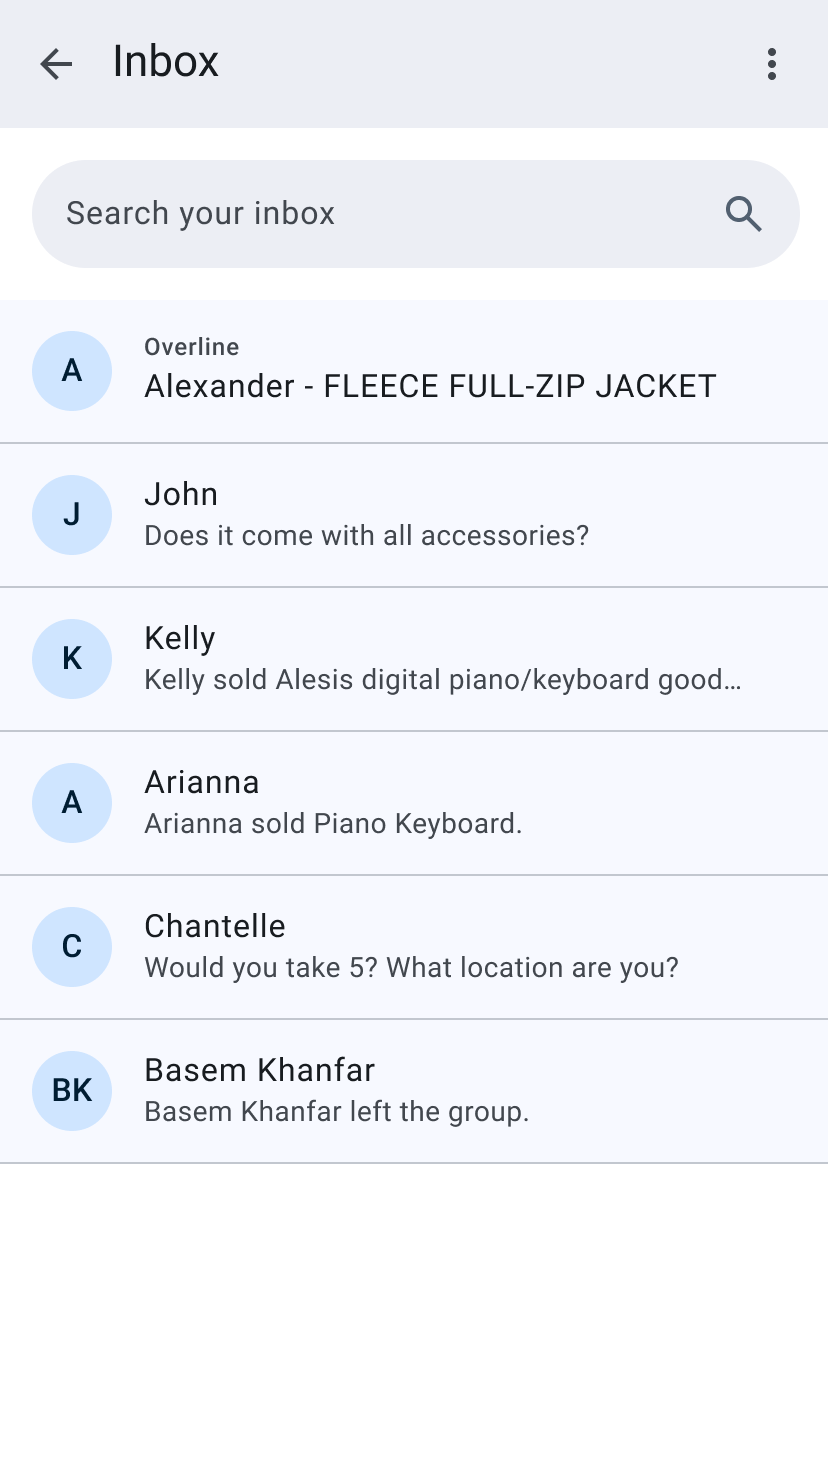 Inbox
Search your inbox
A
Overline
Alexander - FLEECE FULL-ZIP JACKET
J
John
Does it come with all accessories?
K
Kelly
Kelly sold Alesis digital piano/keyboard good…
A
Arianna
Arianna sold Piano Keyboard.
C
Chantelle
Would you take 5? What location are you?
BK
Basem Khanfar
Basem Khanfar left the group.